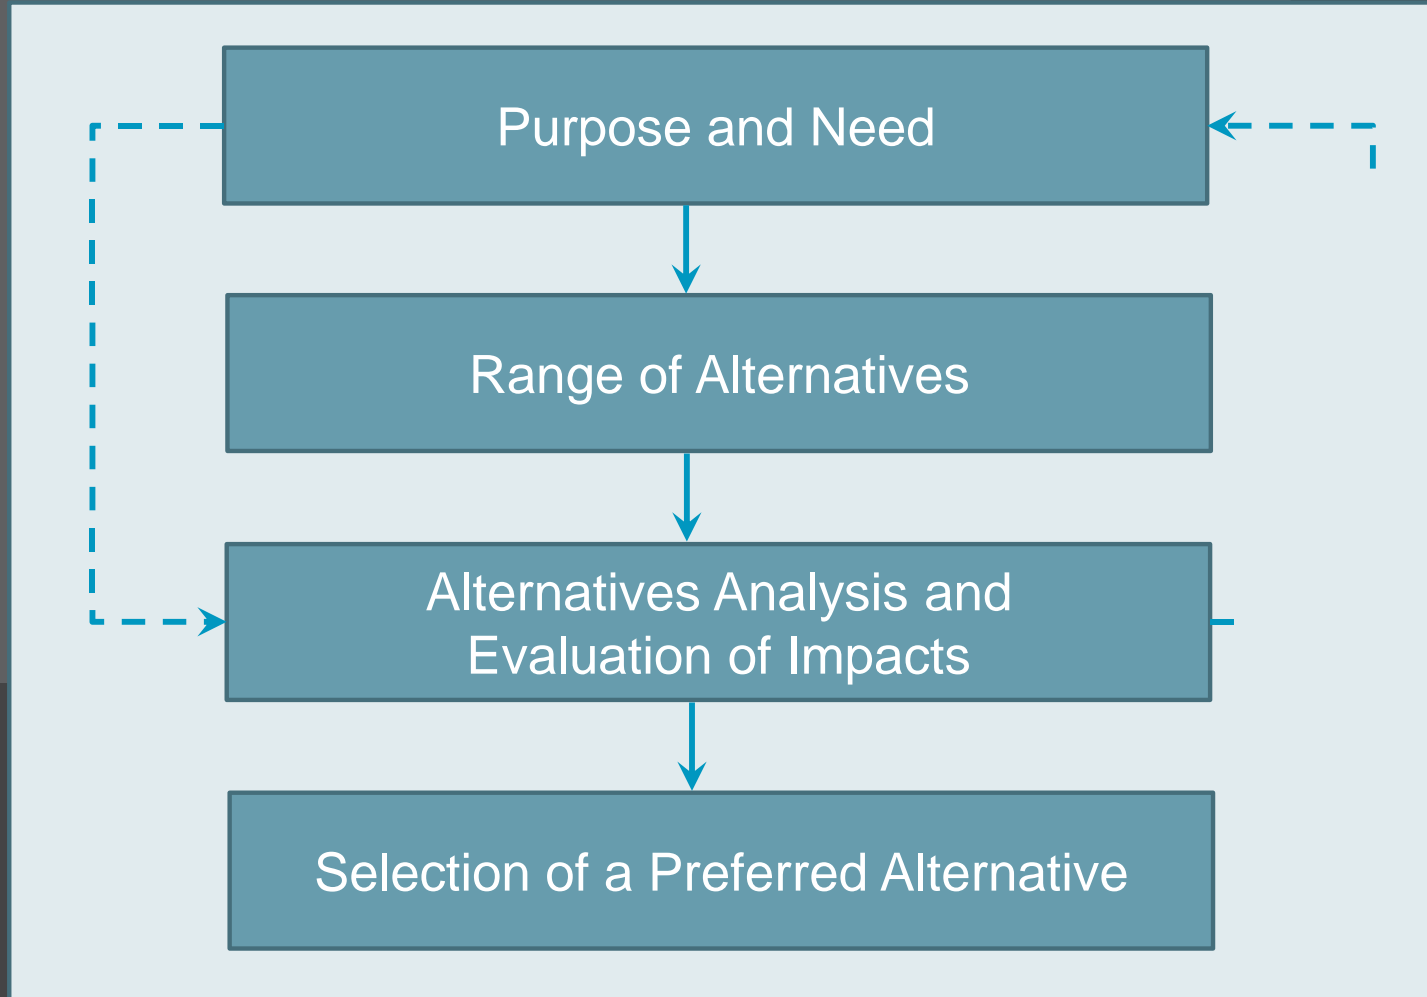 Purpose and Need
Range of Alternatives
Alternatives Analysis and
Evaluation of Impacts
Selection of a Preferred Alternative